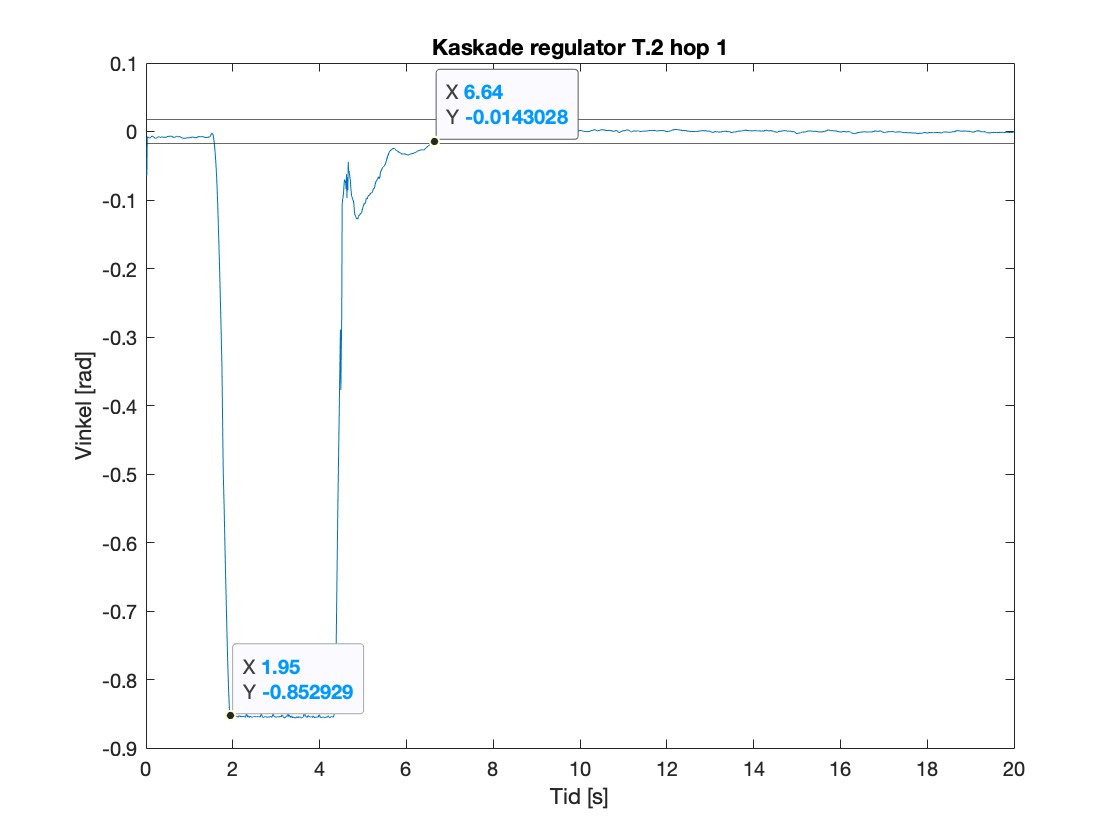 Kaskade regulator T.2 hop 1
0.1
X 6.64
Y -0.0143028
0
-0.1
-0.2
-0.3
Vinkel [rad]
-0.4
-0.5
-0.6
-0.7
X 1.95
Y -0.852929
-0.8
-0.9
0 2 4 6 8 10 12 14 16 18 20
Tid [s]